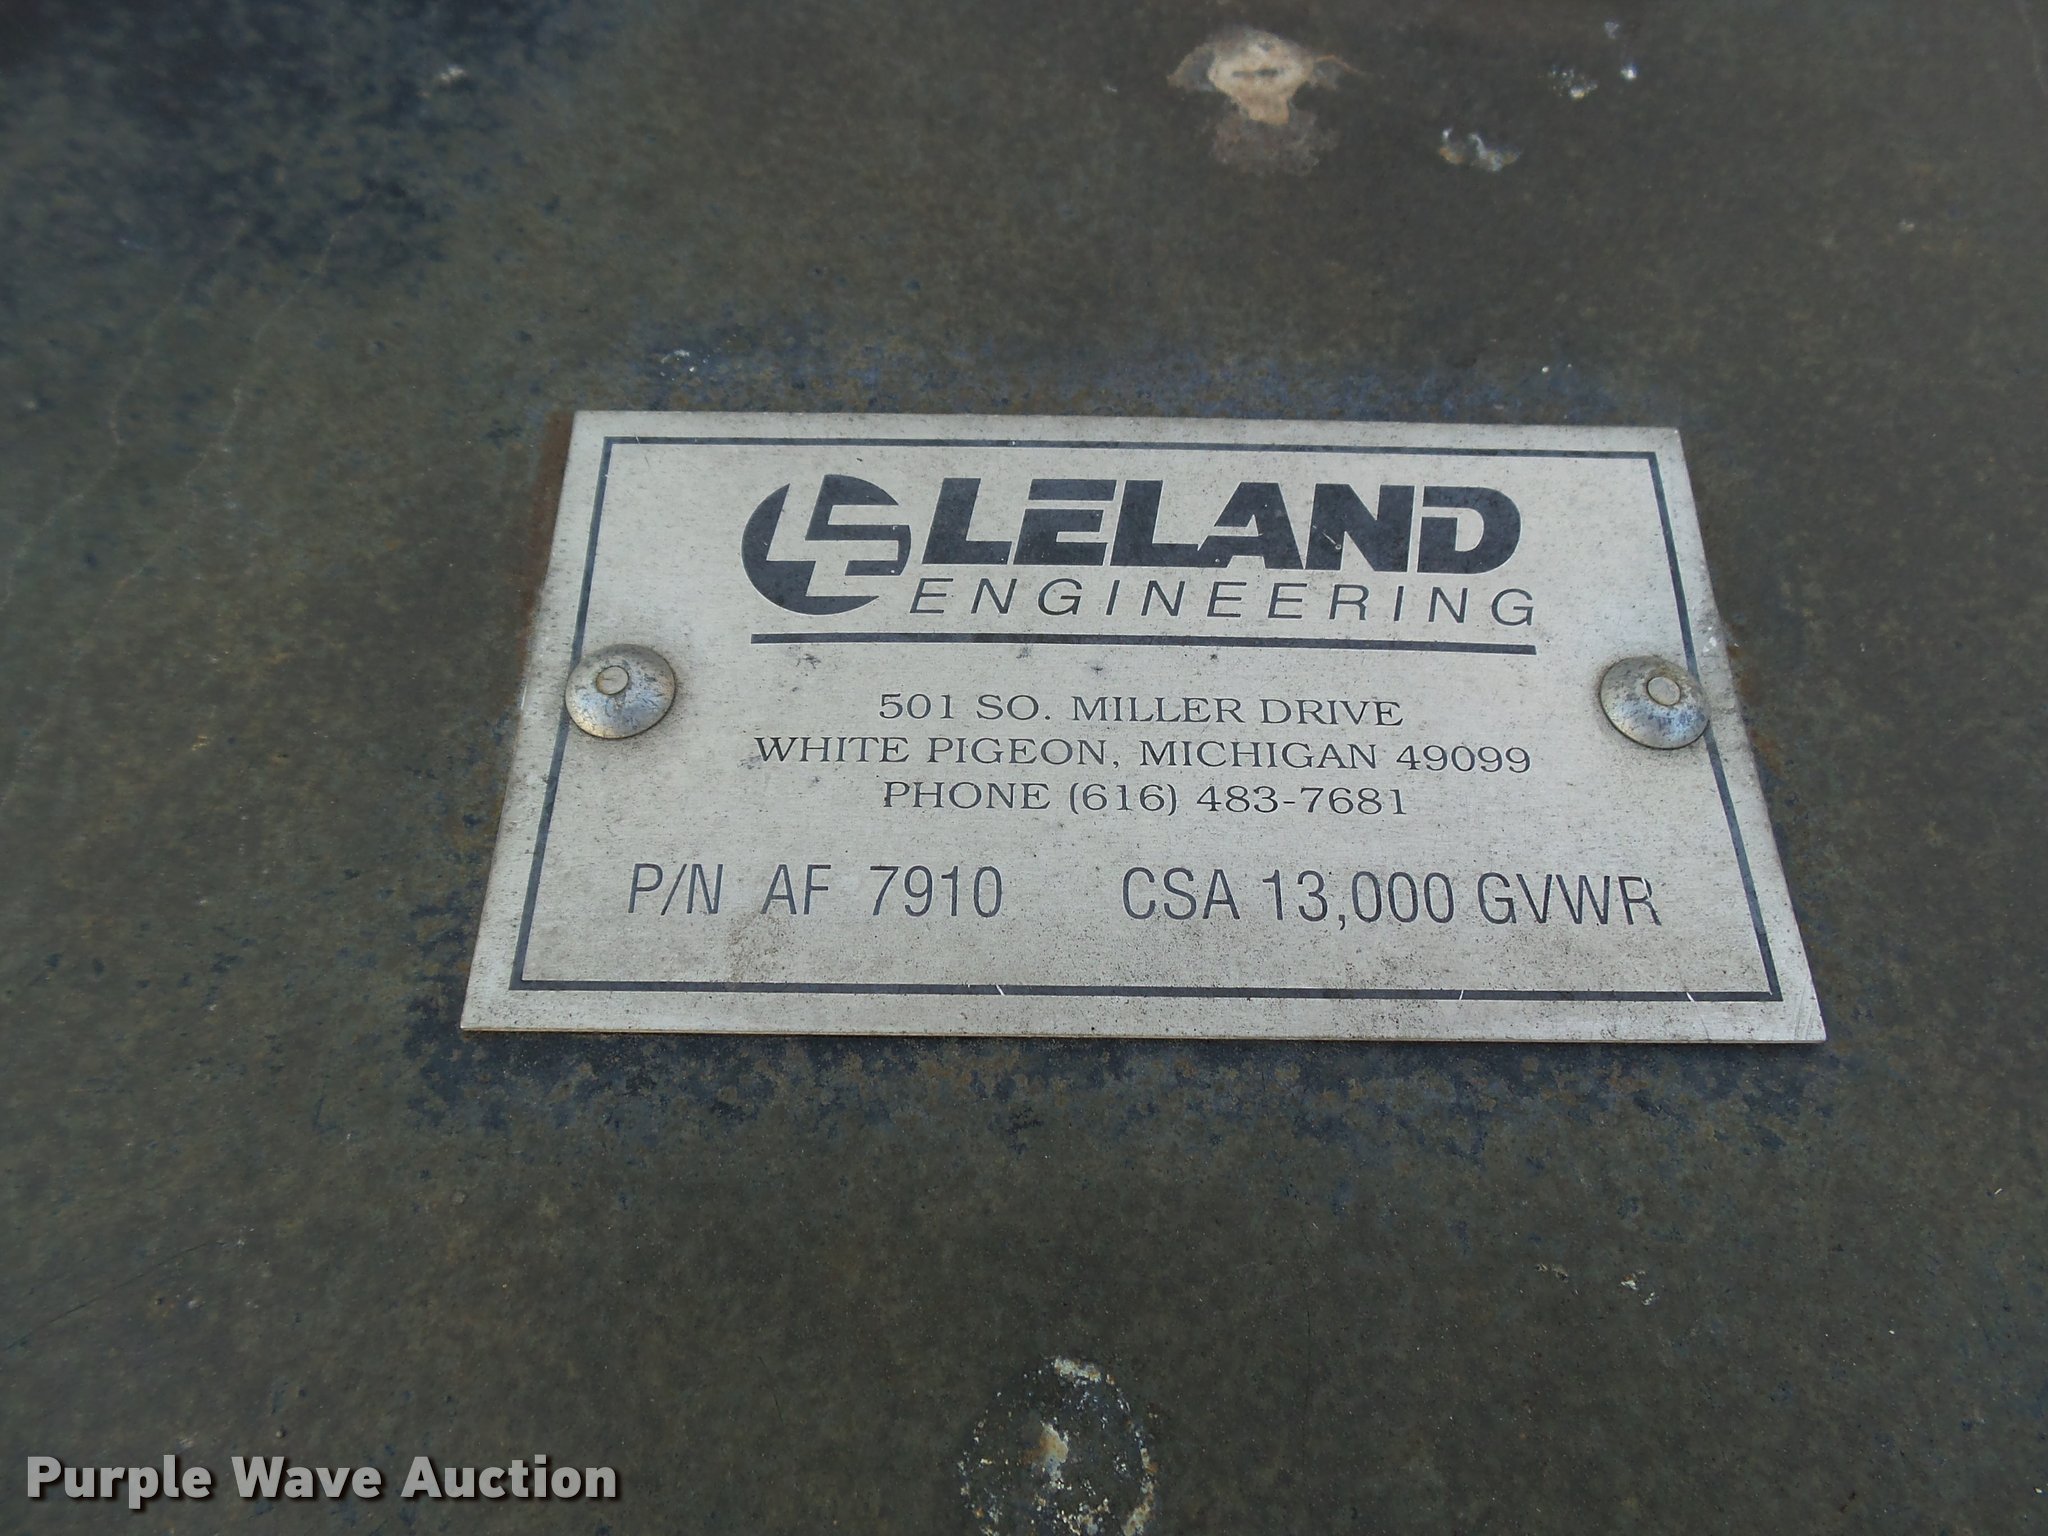 LELAND
ENGINEERING
501 SO. MILLER DRIVE
WHITE PIGEON, MICHIGAN 49099
PHONE (616) 483-7681
P/N AF 7910 CSA 13,000 GVWR
Purple Wave Auction